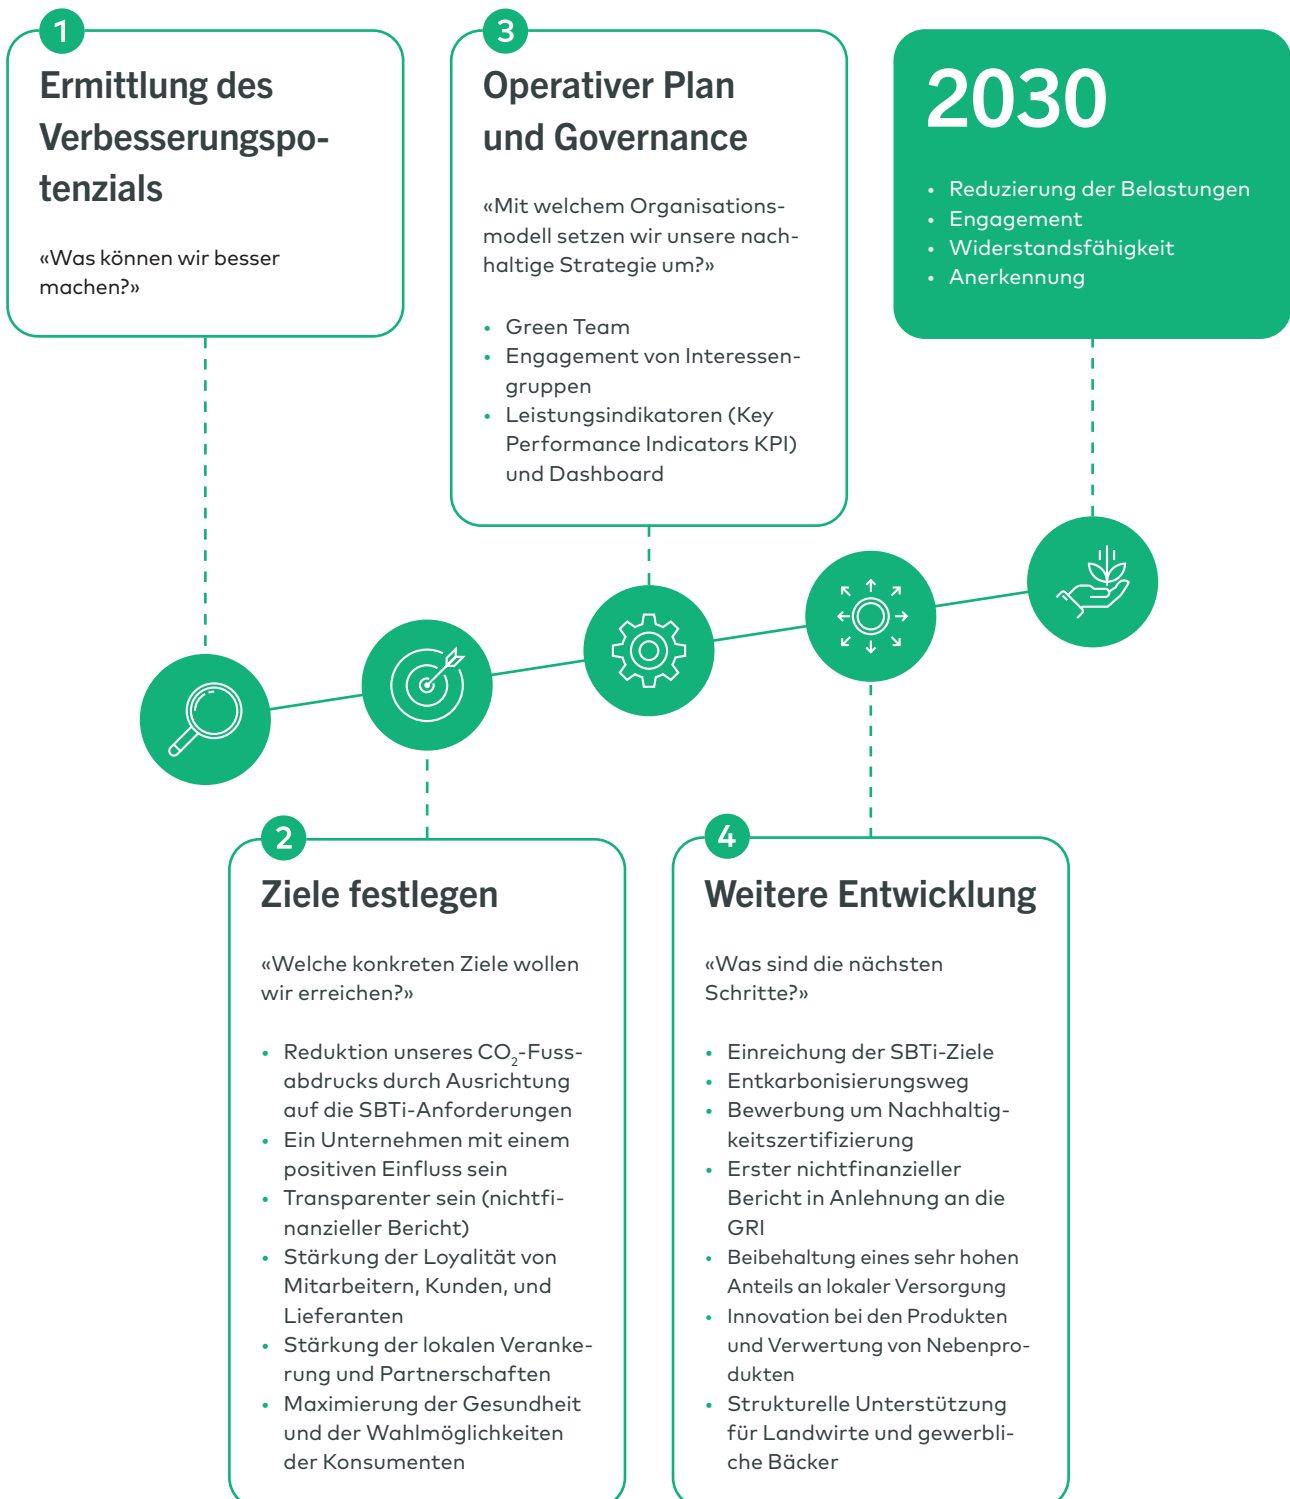 1
Ermittlung des
Verbesserungspo-
tenzials
«Was können wir besser
machen?»
3
Operativer Plan
und Governance
«Mit welchem Organisations-
modell setzen wir unsere nach-
haltige Strategie um?»
• Green Team
• Engagement von Interessen-
gruppen
• Leistungsindikatoren (Key
Performance Indicators KPI)
und Dashboard
2030
• Reduzierung der Belastungen
• Engagement
• Widerstandsfähigkeit
• Anerkennung
2
Ziele festlegen
«Welche konkreten Ziele wollen
wir erreichen?»
• Reduktion unseres CO₂-Fuss-
abdrucks durch Ausrichtung
auf die SBTi-Anforderungen
• Ein Unternehmen mit einem
positiven Einfluss sein
• Transparenter sein (nichtfi-
nanzieller Bericht)
• Stärkung der Loyalität von
Mitarbeitern, Kunden, und
Lieferanten
• Stärkung der lokalen Veranke-
rung und Partnerschaften
• Maximierung der Gesundheit
und der Wahlmöglichkeiten
der Konsumenten
4
Weitere Entwicklung
«Was sind die nächsten
Schritte?»
• Einreichung der SBTi-Ziele
• Entkarbonisierungsweg
• Bewerbung um Nachhaltig-
keitszertifizierung
• Erster nichtfinanzieller
Bericht in Anlehnung an die
GRI
• Beibehaltung eines sehr hohen
Anteils an lokaler Versorgung
• Innovation bei den Produkten
und Verwertung von Nebenpro-
dukten
• Strukturelle Unterstützung
für Landwirte und gewerbli-
che Bäcker